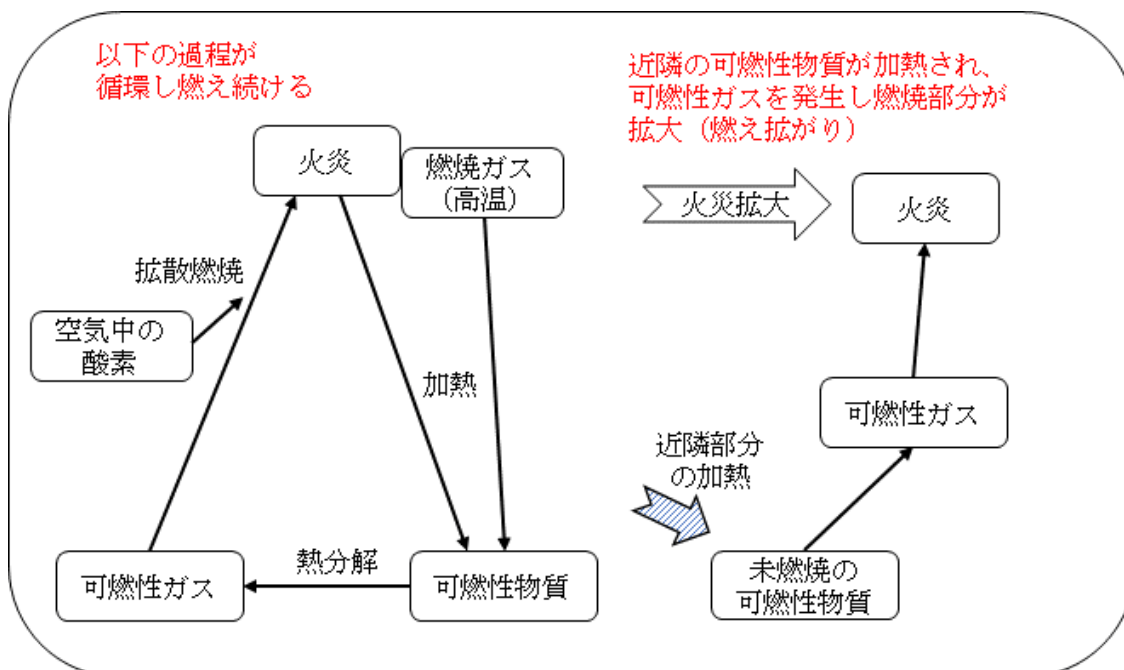 以下の過程が
循環し燃え続ける
近隣の可燃性物質が加熱され、
可燃性ガスを発生し燃焼部分が
拡大（燃え拡がり）
火炎
燃焼ガス
（高温）
火災拡大
火炎
拡散燃焼
空気中の
酸素
加熱
可燃性ガス
近隣部分
の加熱
可燃性ガス
熱分解
可燃性物質
未燃焼の
可燃性物質